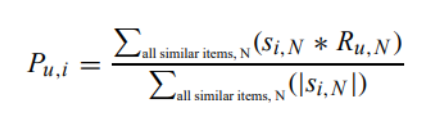 P_{u,i} = \frac{\sum_{\text{all similar items, N}} (s_{i,N} * R_{u,N})}{\sum_{\text{all similar items, N}} (|s_{i,N}|)}